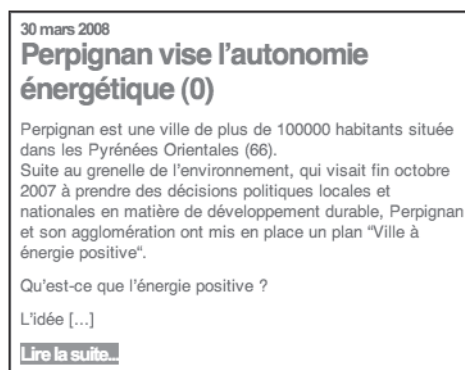 30 mars 2008
Perpignan vise l’autonomie
énergétique (0)
Perpignan est une ville de plus de 100000 habitants située
dans les Pyrénées Orientales (66).
Suite au grenelle de l’environnement, qui visait fin octobre
2007 à prendre des décisions politiques locales et
nationales en matière de développement durable, Perpignan
et son agglomération ont mis en place un plan “Ville à
énergie positive“.
Qu’est-ce que l’énergie positive ?
L’idée [...]
Lire la suite...